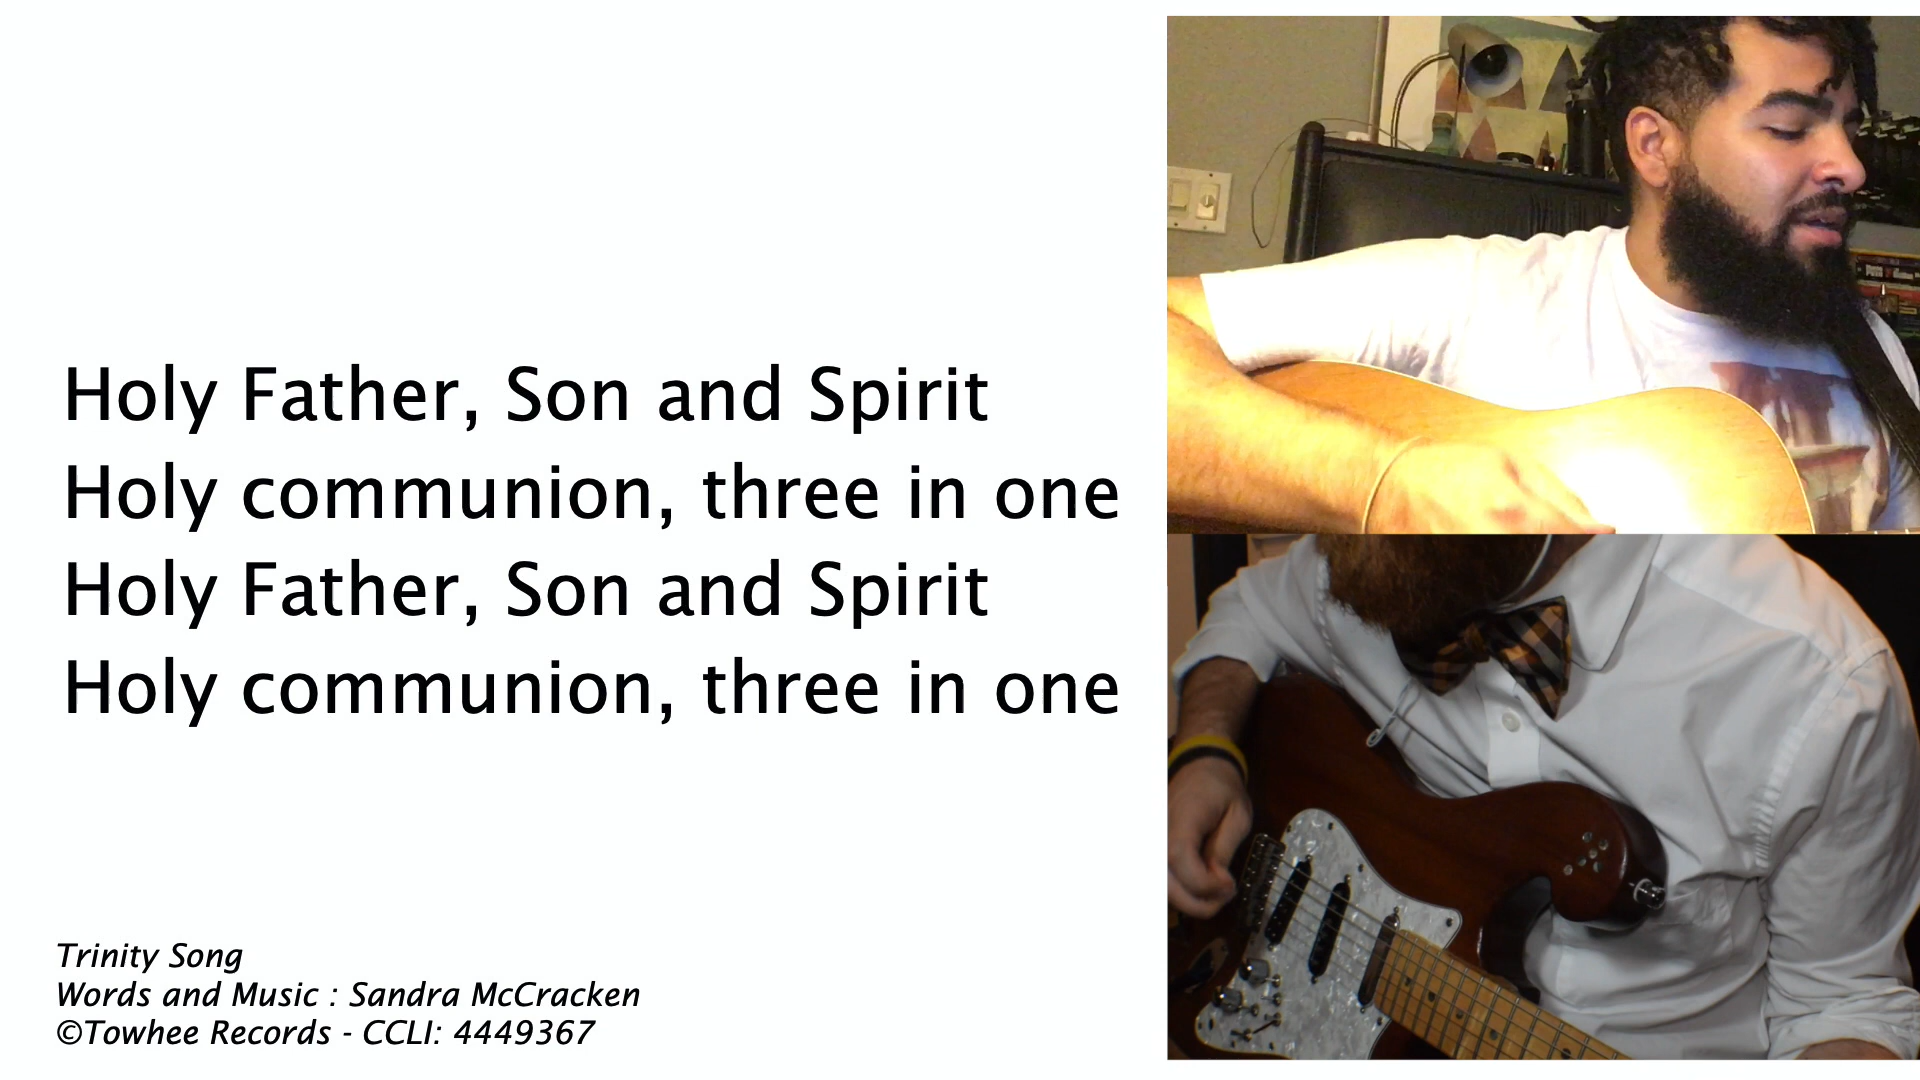 Holy Father, Son and Spirit
Holy communion, three in one
Holy Father, Son and Spirit
Holy communion, three in one
Trinity Song
Words and Music : Sandra McCracken
©Towhee Records - CCLI: 4449367